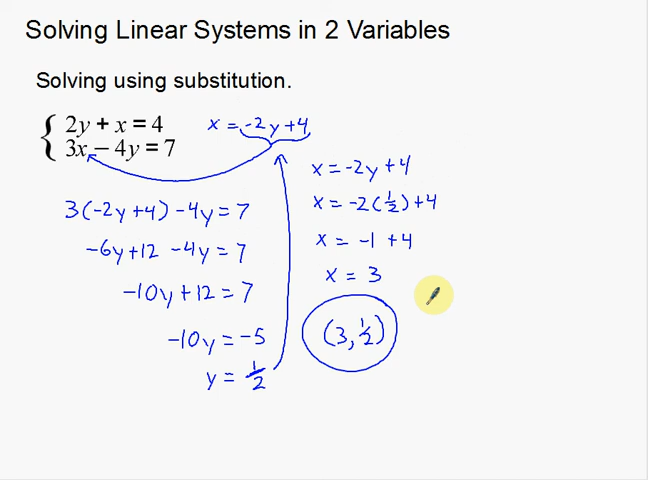 Solving Linear Systems in 2 Variables
Solving using substitution.
2y + x = 4
3x − 4y = 7
x = -2y + 4
3(-2y+4) -4y = 7
-6y+12 -4y = 7
-10y+12 = 7
-10y = -5
y = 1/2
x = -2y + 4
x = -2(1/2) + 4
x = -1 + 4
x = 3
(3, 1/2)